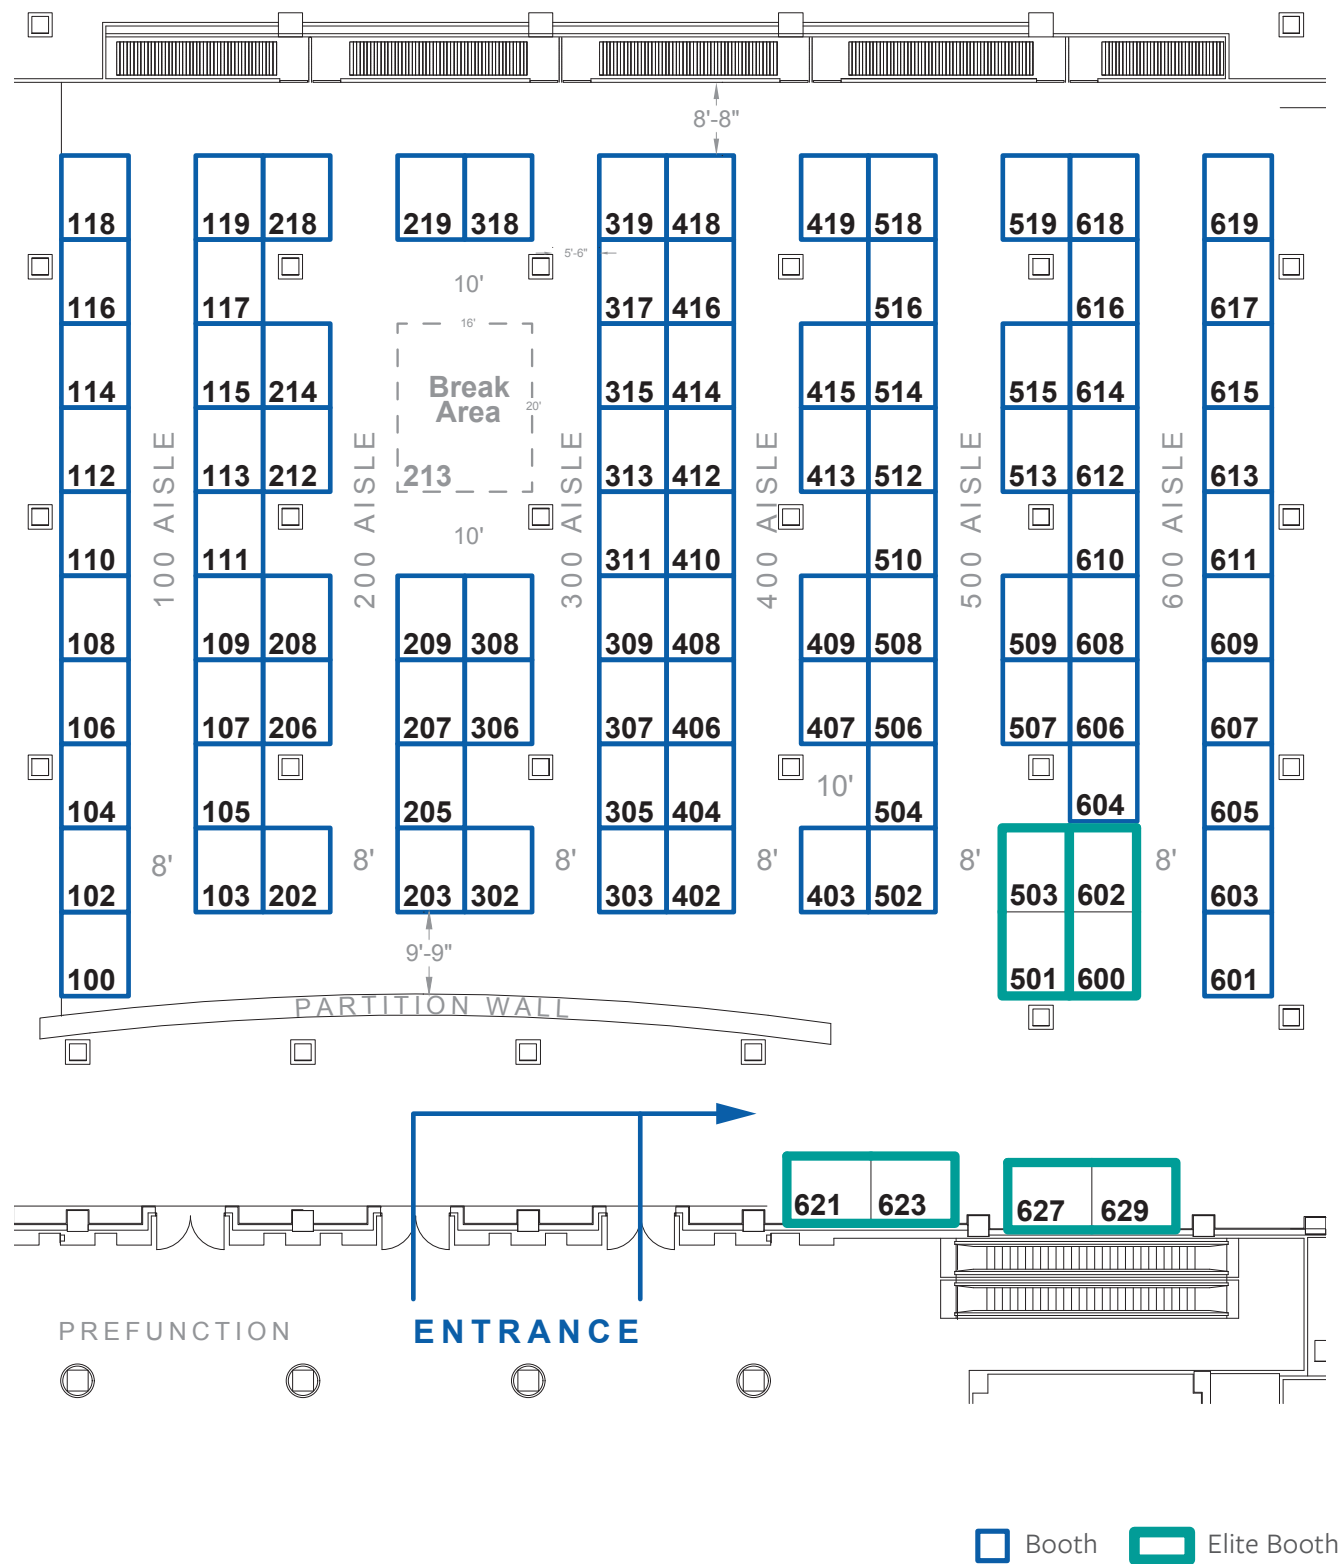 8'-8"
118 119 218 219 318 319 418 419 518 519 618 619
5'-6"
10'
116 117 317 416 516 616 617
16'
Break
Area
20'
114 115 214 315 414 415 514 515 614 615
112 113 212 213 313 412 413 512 513 612 613
100 AISLE
200 AISLE
300 AISLE
400 AISLE
500 AISLE
600 AISLE
10'
110 111 311 410 510 610 611
108 109 208 209 308 309 408 409 508 509 608 609
106 107 206 207 306 307 406 407 506 507 606 607
10'
104 105 205 305 404 504 604 605
8' 8' 8' 8' 8' 8'
102 103 202 203 302 303 402 403 502 503 602 603
9'-9"
100 501 600 601
PARTITION WALL
621 623 627 629
PREFUNCTION
ENTRANCE
Booth
Elite Booth